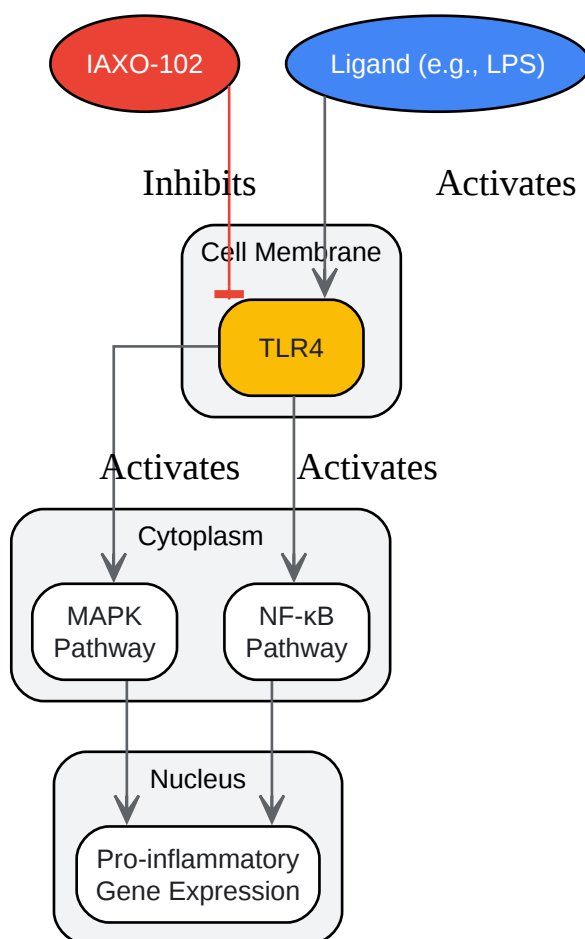 IAXO-102
Ligand (e.g., LPS)
Inhibits
Activates
Cell Membrane
TLR4
Activates
Activates
Cytoplasm
MAPK
Pathway
NF-κB
Pathway
Nucleus
Pro-inflammatory
Gene Expression